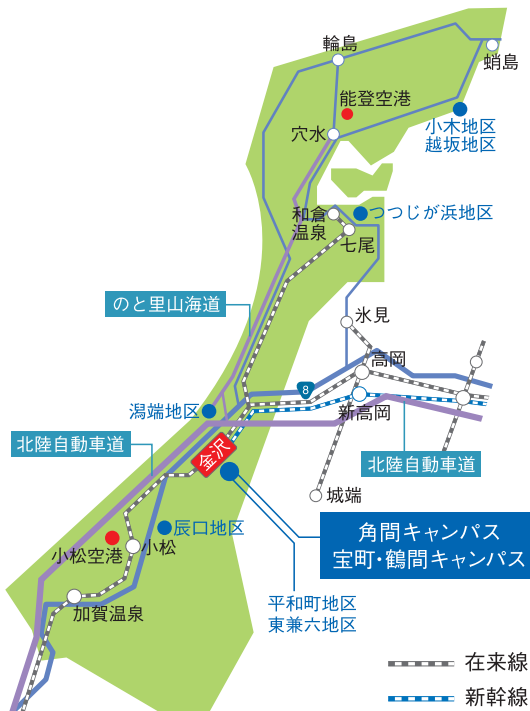 輪島
蛸島
能登空港
小木地区
越坂地区
穴水
和倉
温泉
つつじが浜地区
七尾
のと里山海道
氷見
高岡
8
新高岡
潟端地区
北陸自動車道
金沢
北陸自動車道
城端
辰口地区
角間キャンパス
宝町・鶴間キャンパス
小松空港
小松
加賀温泉
平和町地区
東兼六地区
在来線
新幹線